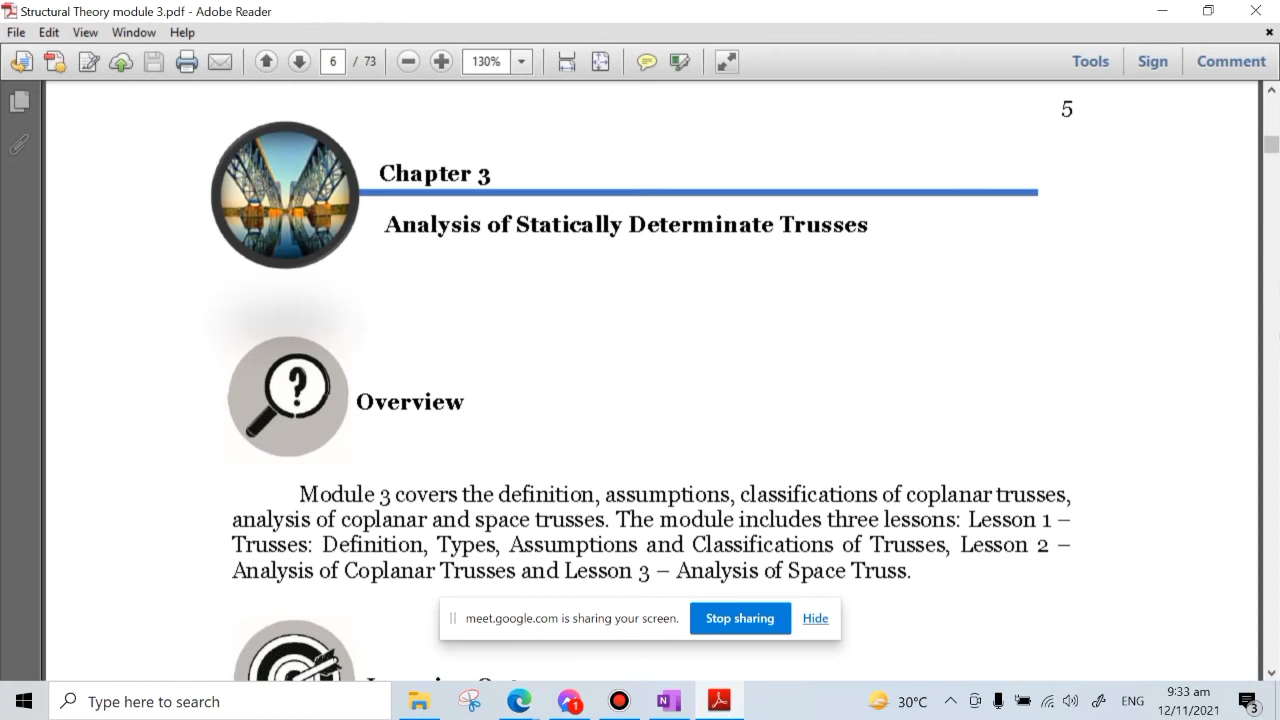 Structural Theory module 3.pdf - Adobe Reader
File Edit View Window Help
6 / 73 130% Tools Sign Comment
5
Chapter 3
Analysis of Statically Determinate Trusses
Overview
Module 3 covers the definition, assumptions, classifications of coplanar trusses,
analysis of coplanar and space trusses. The module includes three lessons: Lesson 1 –
Trusses: Definition, Types, Assumptions and Classifications of Trusses, Lesson 2 –
Analysis of Coplanar Trusses and Lesson 3 – Analysis of Space Truss.
meet.google.com is sharing your screen. Stop sharing Hide
Type here to search
1
30°C
ENG
9:33 am
12/11/2021
3